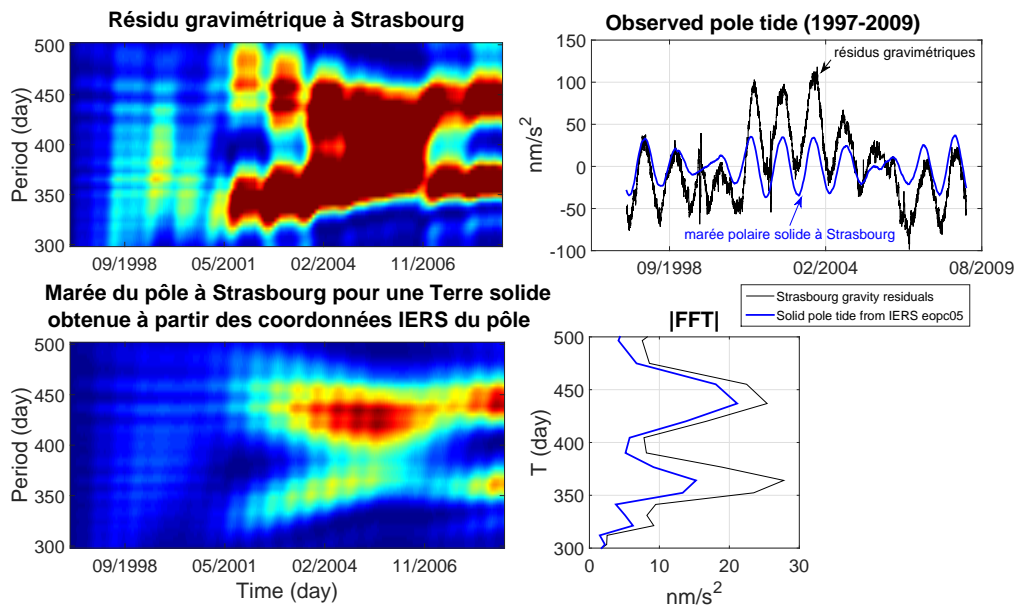 Résidu gravimétrique à Strasbourg
500
450
400
350
300
Period (day)
09/1998 05/2001 02/2004 11/2006
Observed pole tide (1997-2009)
150
100
50
0
-50
-100
nm/s²
résidus gravimétriques
marée polaire solide à Strasbourg
09/1998 02/2004 08/2009
Marée du pôle à Strasbourg pour une Terre solide
obtenue à partir des coordonnées IERS du pôle
500
450
400
350
300
Period (day)
09/1998 05/2001 02/2004 11/2006
Time (day)
Strasbourg gravity residuals
Solid pole tide from IERS eopc05
|FFT|
500
450
400
350
300
T (day)
0 10 20 30
nm/s²